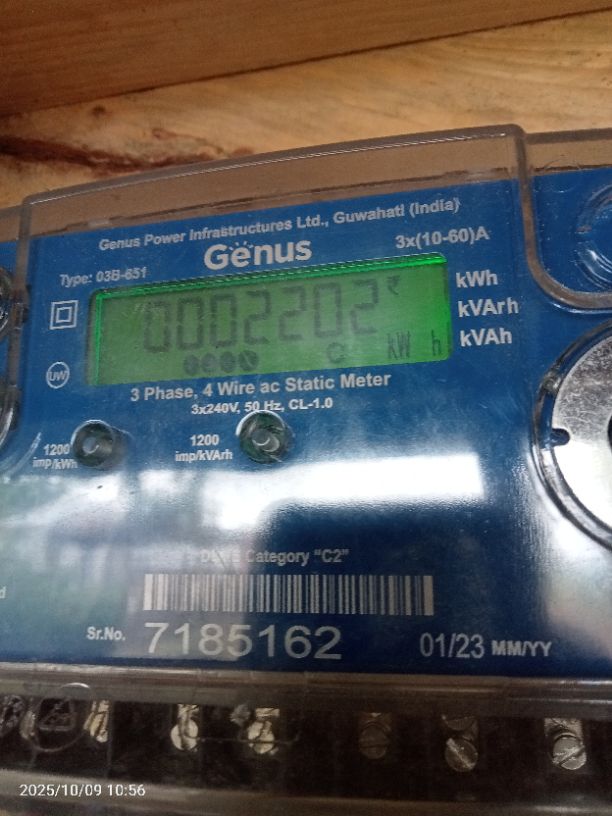 Genus Power Infrastructures Ltd., Guwahati (India)
Genus
3x(10-60)A
Type: 03B-651
0002202
kW h
kWh
kVArh
kVAh
UW
3 Phase, 4 Wire ac Static Meter
3x240V, 50 Hz, CL-1.0
1200
imp/kWh
1200
imp/kVArh
Category "C2"
Sr.No. 7185162
01/23 MM/YY
2025/10/09 10:56